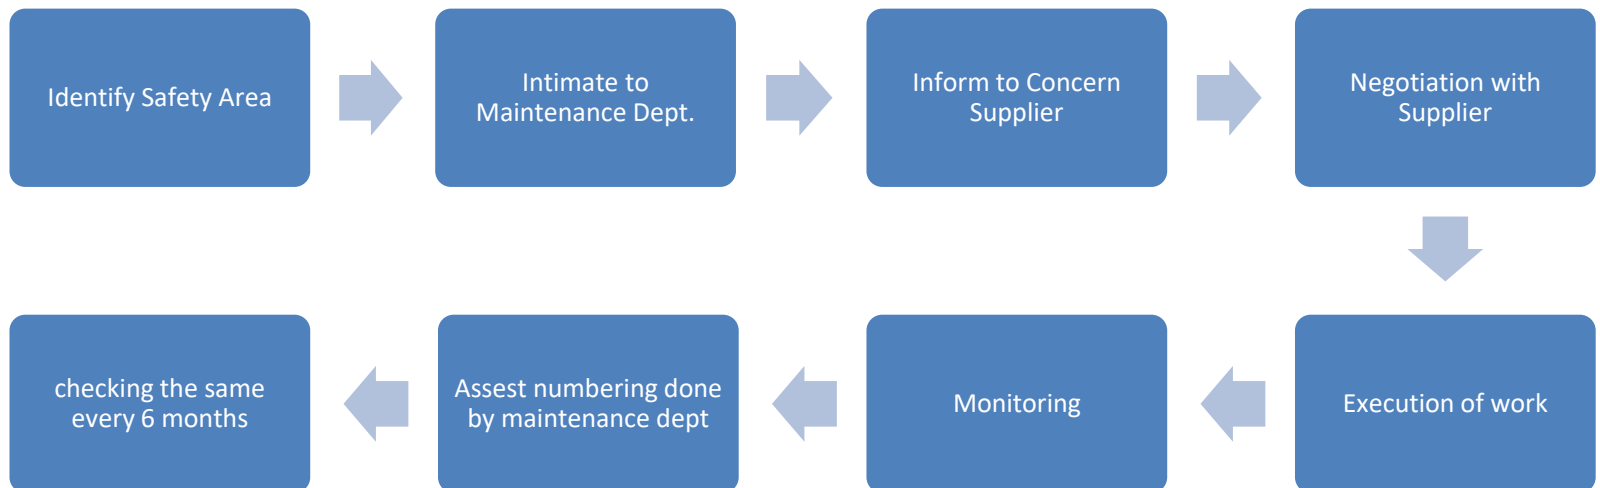 Identify Safety Area
Intimate to
Maintenance Dept.
Inform to Concern
Supplier
Negotiation with
Supplier
Execution of work
Monitoring
Assest numbering done
by maintenance dept
checking the same
every 6 months